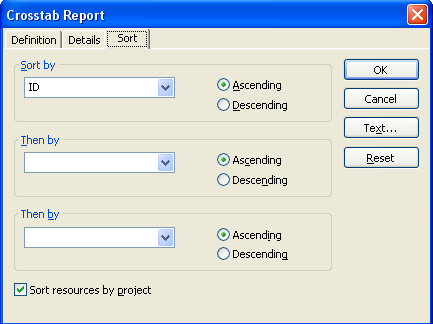 Crosstab Report
Definition Details Sort
Sort by
ID
Ascending
Descending
Then by
Ascending
Descending
Then by
Ascending
Descending
Sort resources by project
OK
Cancel
Text...
Reset